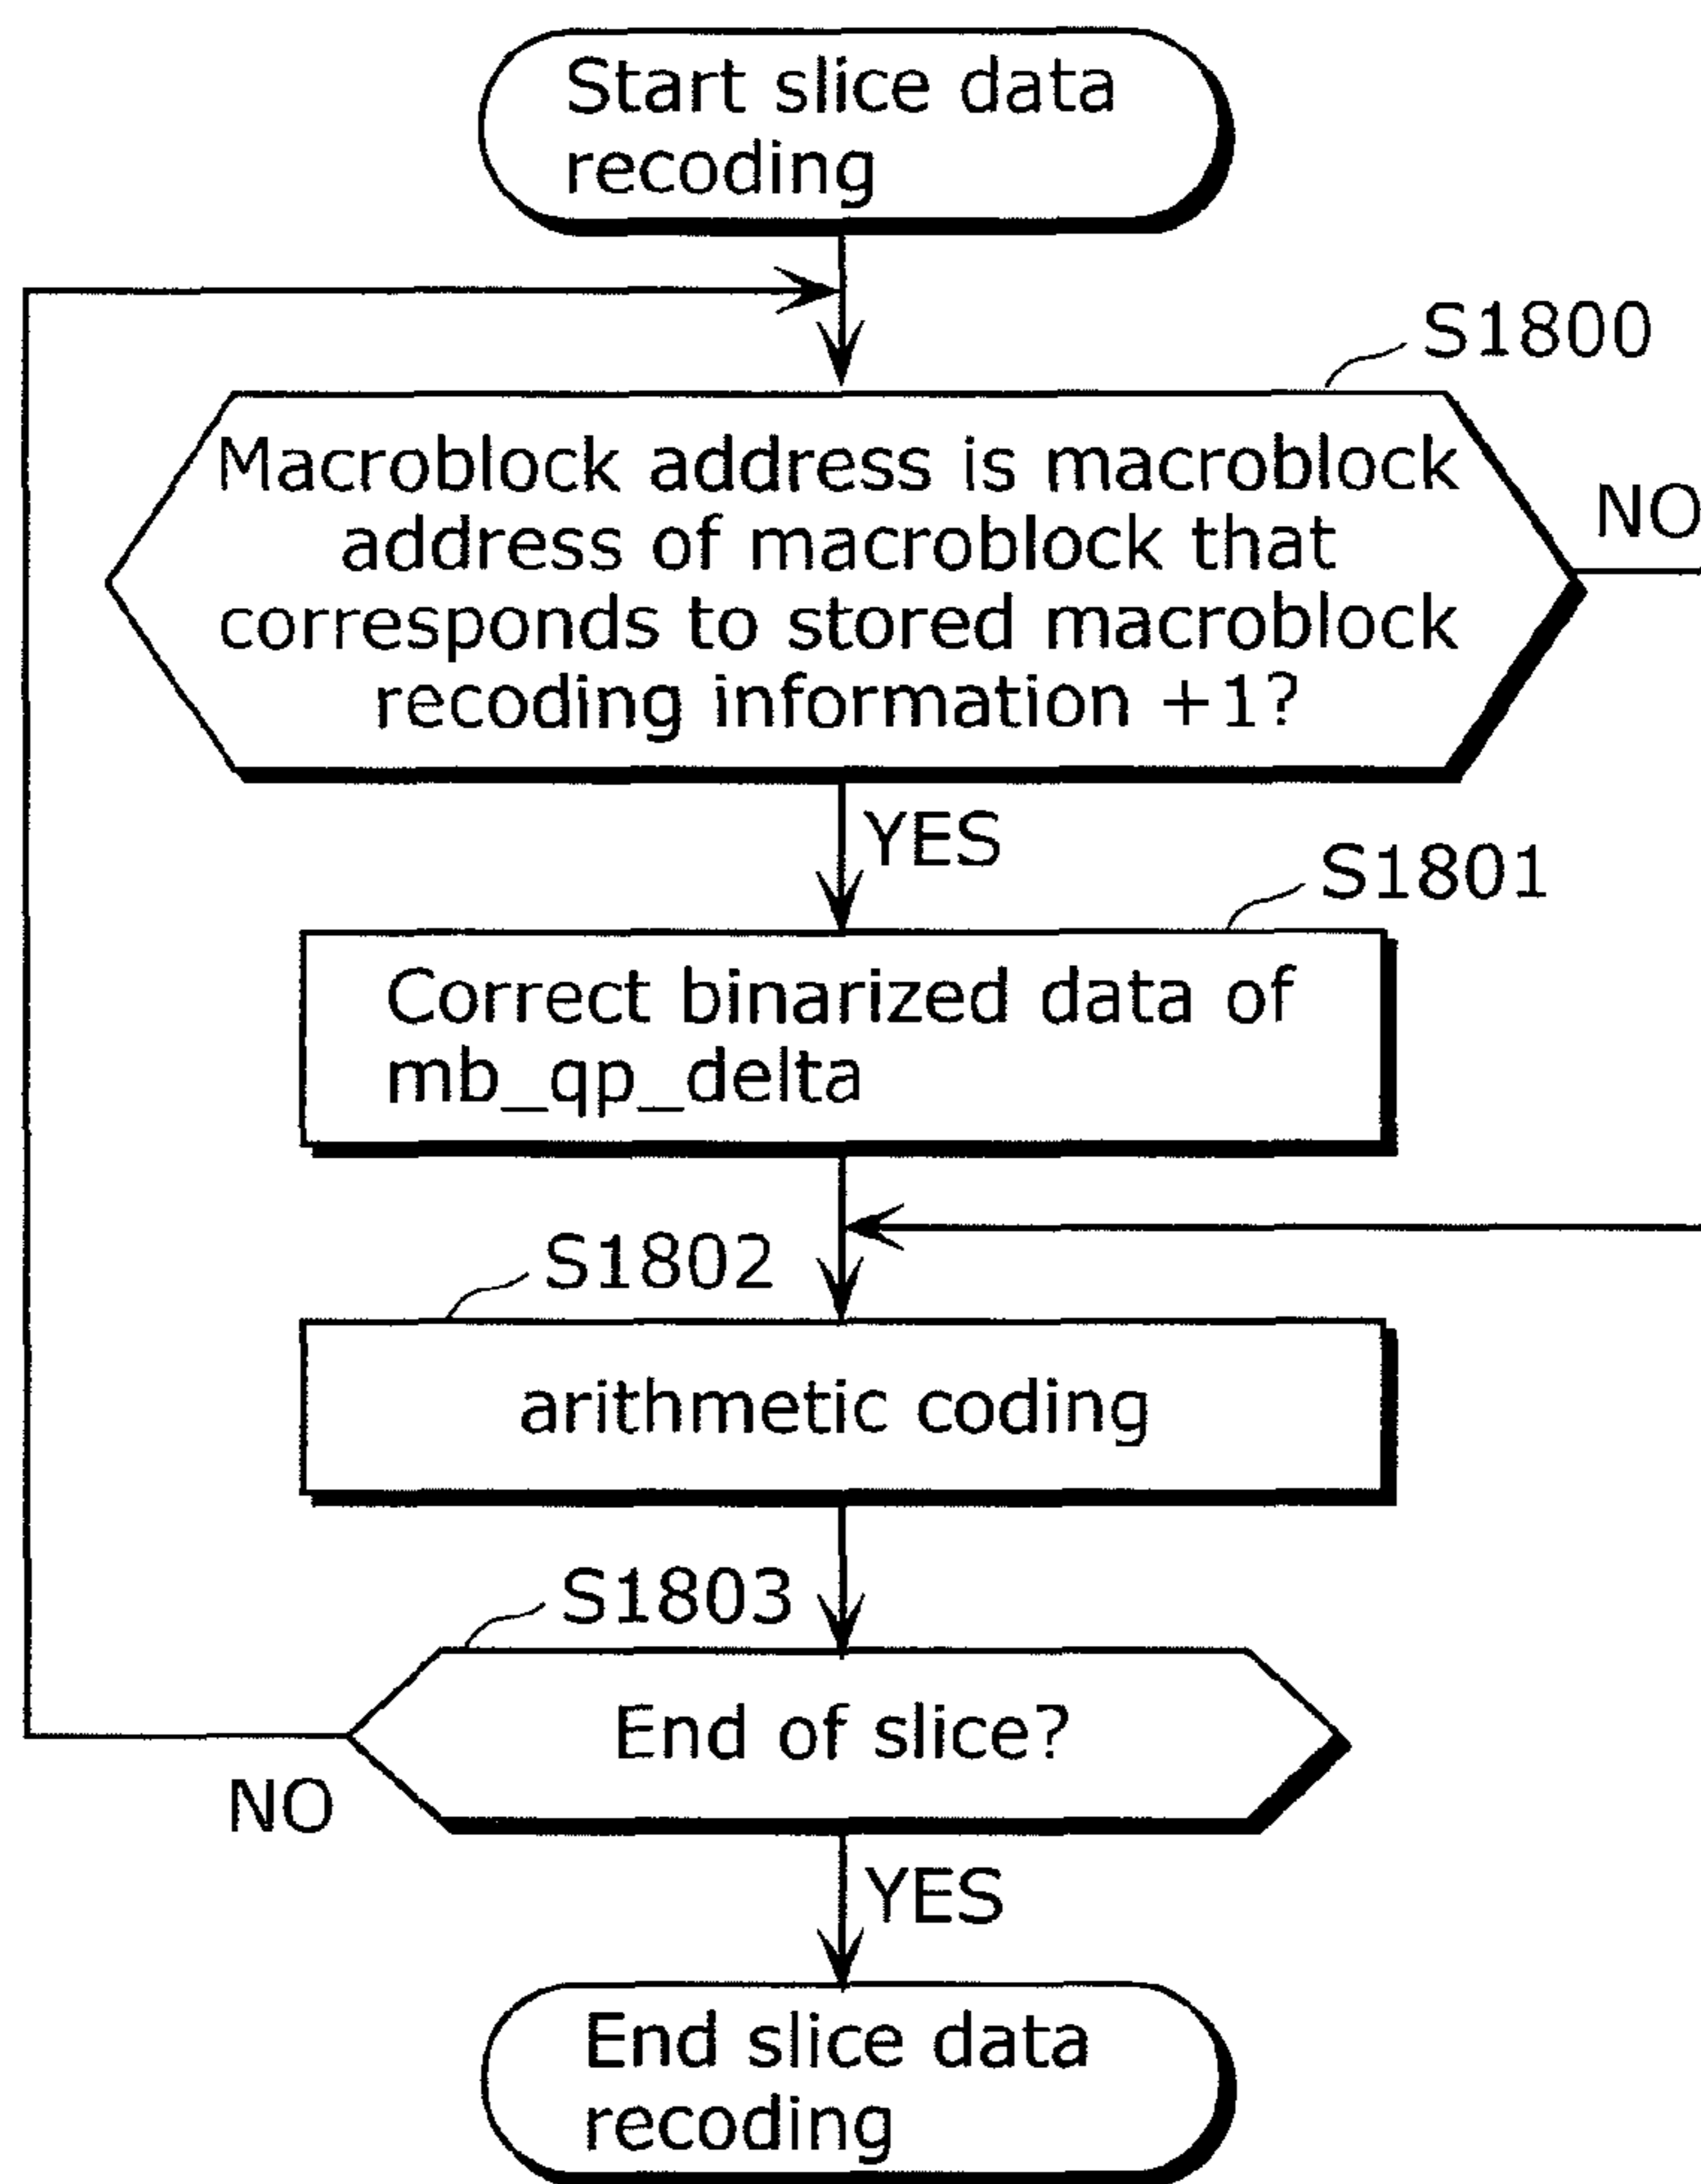 Start slice data
recoding
S1800
Macroblock address is macroblock
address of macroblock that
corresponds to stored macroblock
recoding information +1?
NO
YES
S1801
Correct binarized data of
mb_qp_delta
S1802
arithmetic coding
S1803
End of slice?
NO
YES
End slice data
recoding